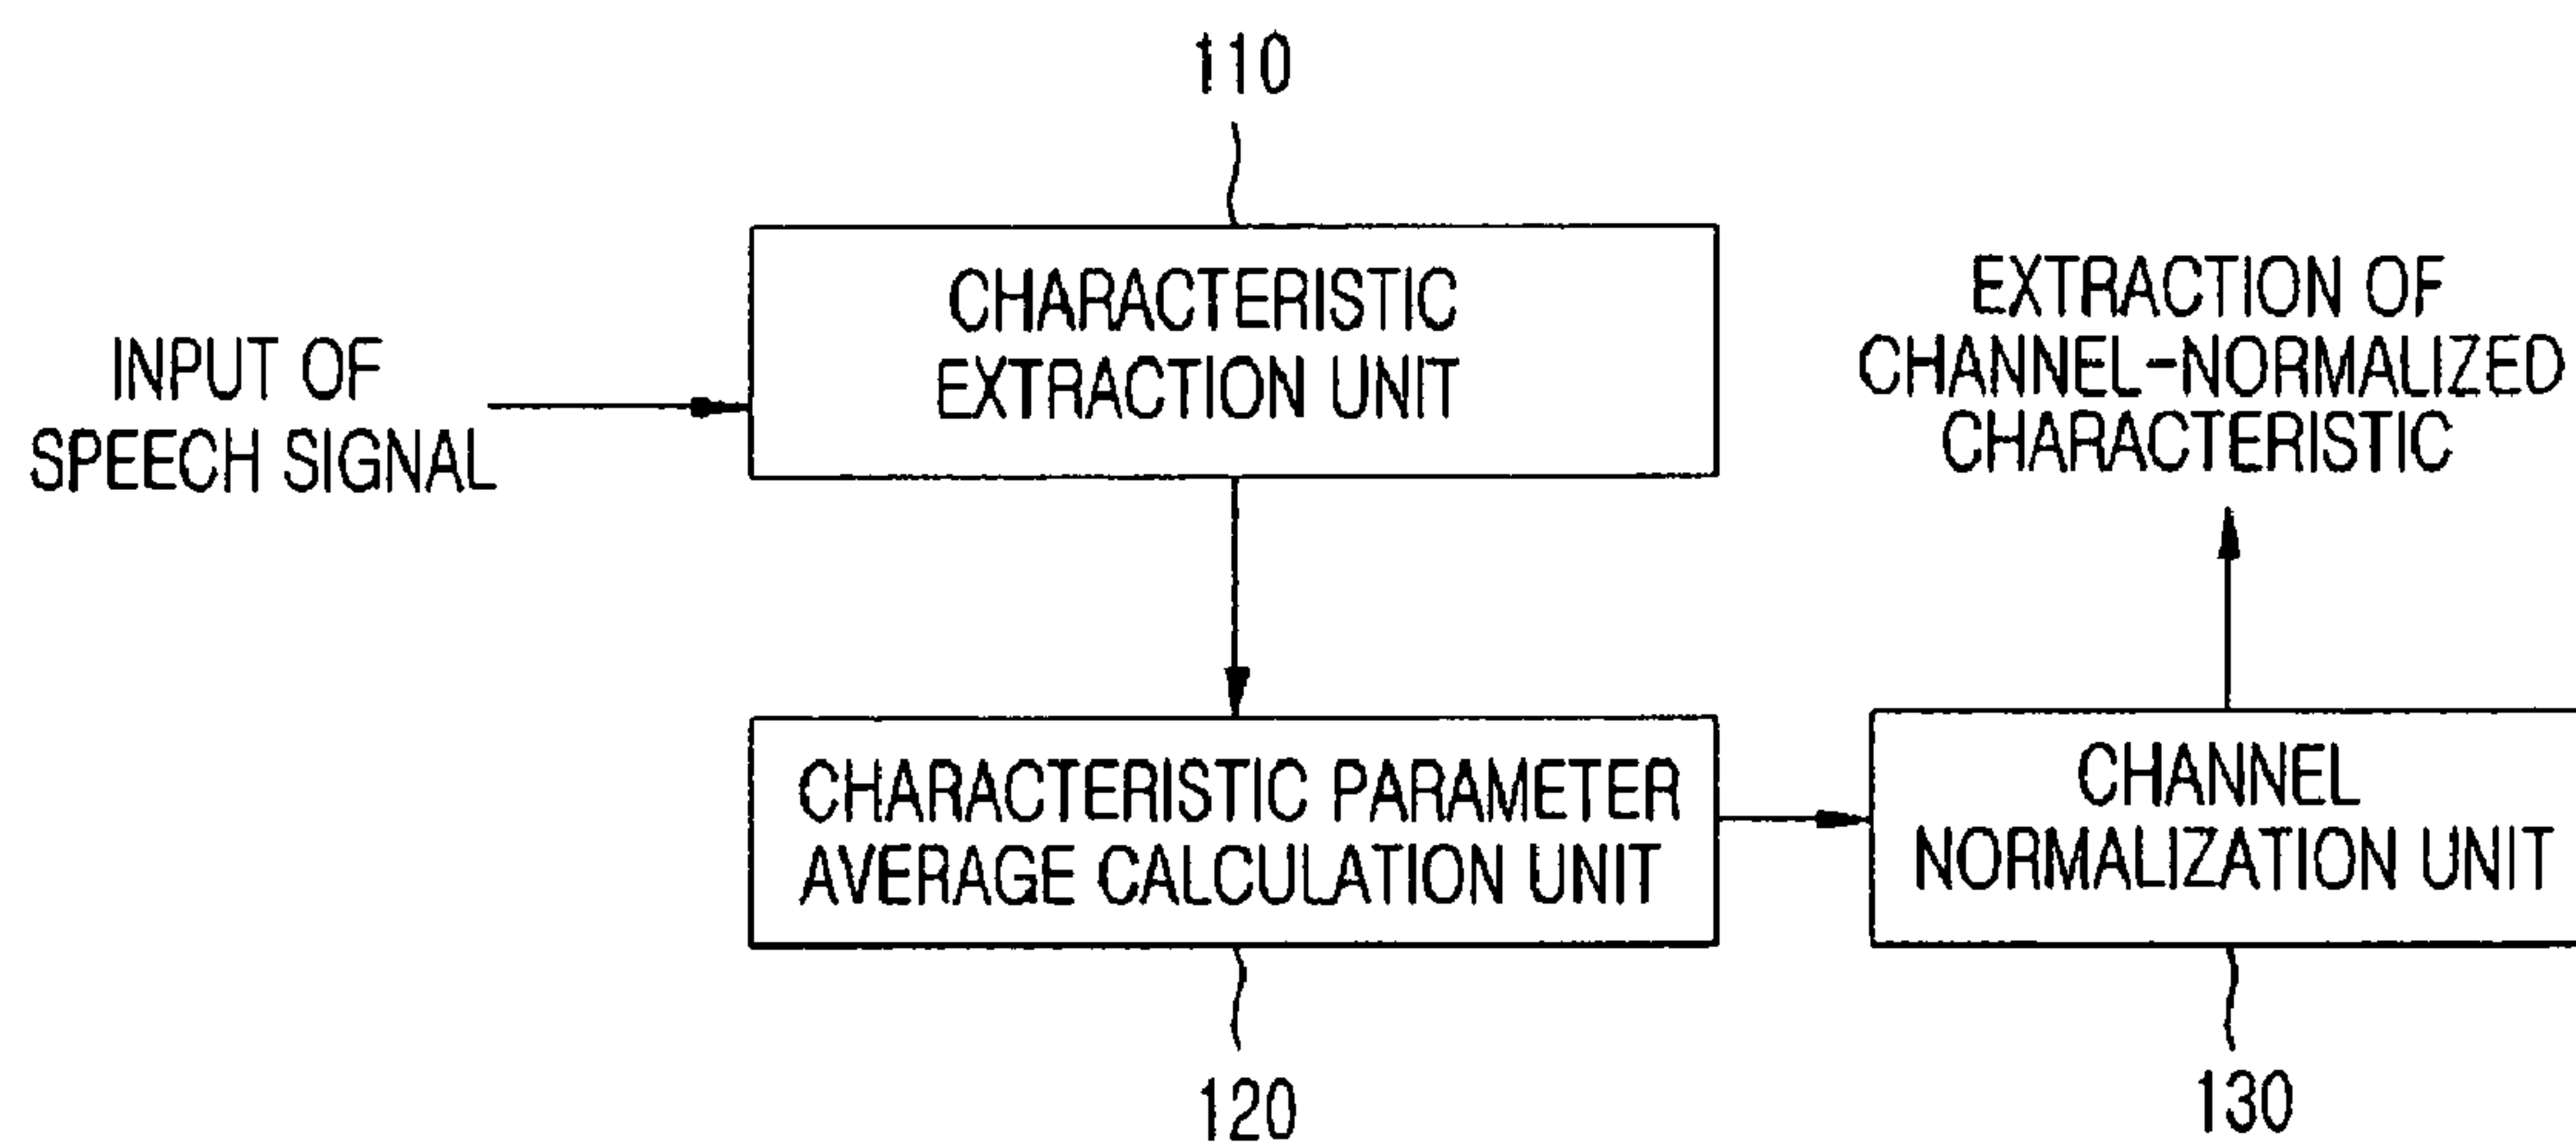 110
CHARACTERISTIC
EXTRACTION UNIT
INPUT OF
SPEECH SIGNAL
EXTRACTION OF
CHANNEL-NORMALIZED
CHARACTERISTIC
CHARACTERISTIC PARAMETER
AVERAGE CALCULATION UNIT
CHANNEL
NORMALIZATION UNIT
120
130